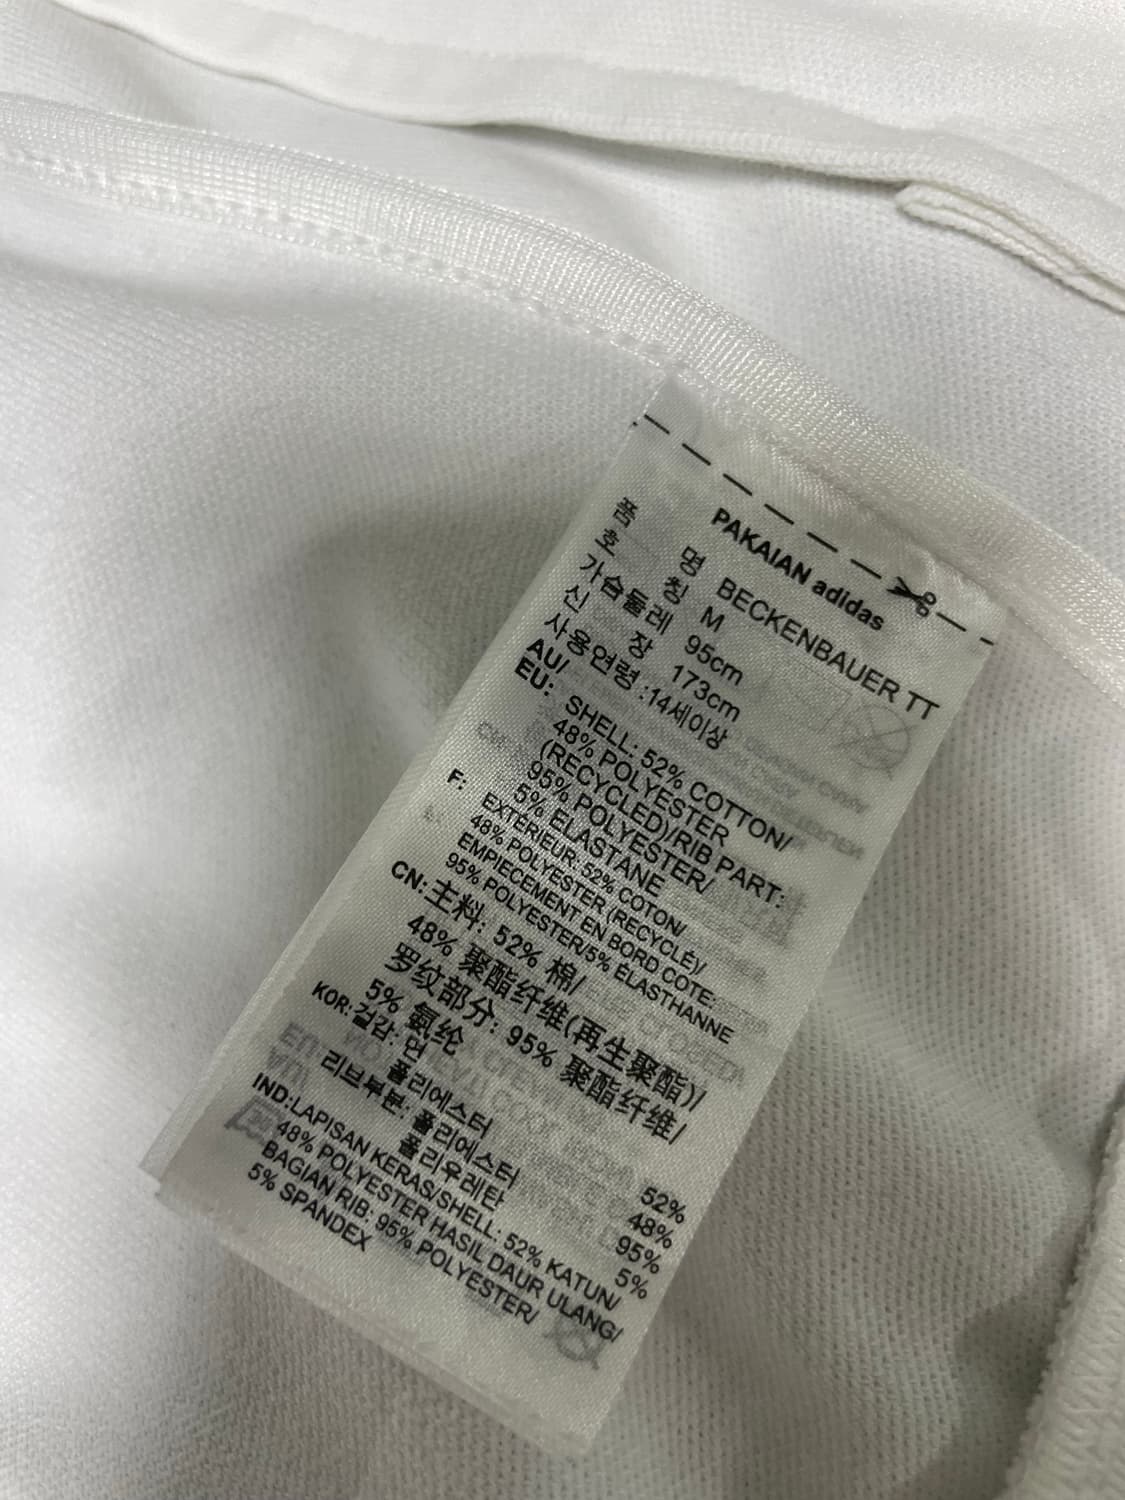 PAKAIAN adidas
품 명 BECKENBAUER TT
호 칭 M
가슴둘레 95cm
신 장 173cm
사용연령 :14세이상
AU/
EU: SHELL: 52% COTTON/
48% POLYESTER
(RECYCLED)/RIB PART:
95% POLYESTER/
5% ELASTANE
F: EXTÉRIEUR: 52% COTON/
48% POLYESTER (RECYCLÉ)/
EMPIECEMENT EN BORD COTE:
95% POLYESTER/5% ÉLASTHANNE
CN: 主料: 52% 棉/
48% 聚酯纤维(再生聚酯)/
罗纹部分: 95% 聚酯纤维/
5% 氨纶
KOR: 겉감: 면 52%
폴리에스터 48%
리브부분: 폴리에스터 95%
폴리우레탄 5%
IND:LAPISAN KERAS/SHELL: 52% KATUN/
48% POLYESTER HASIL DAUR ULANG/
BAGIAN RIB: 95% POLYESTER/
5% SPANDEX